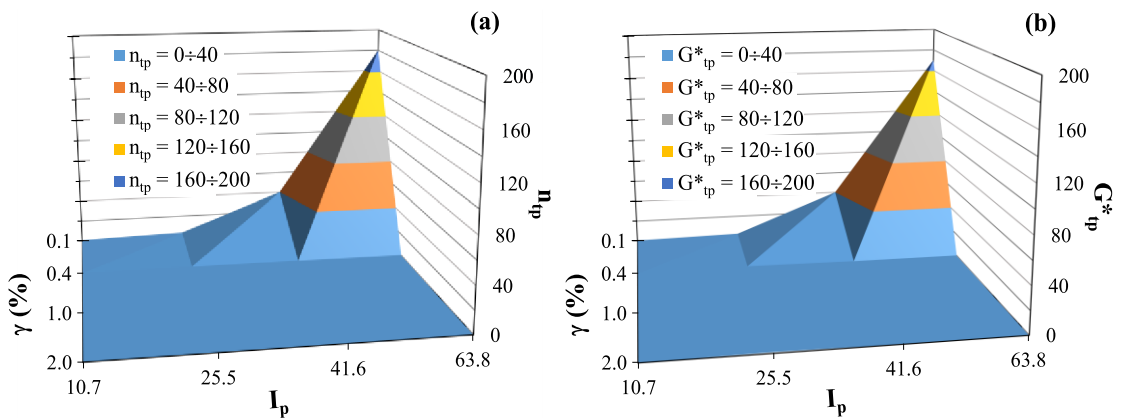 (a)
n_tp = 0÷40
n_tp = 40÷80
n_tp = 80÷120
n_tp = 120÷160
n_tp = 160÷200
200
160
120
80
40
0
n_tp
0.1
0.4
1.0
2.0
γ (%)
10.7
25.5
41.6
63.8
I_p
(b)
G*_tp = 0÷40
G*_tp = 40÷80
G*_tp = 80÷120
G*_tp = 120÷160
G*_tp = 160÷200
200
160
120
80
40
0
G*_tp
0.1
0.4
1.0
2.0
γ (%)
10.7
25.5
41.6
63.8
I_p